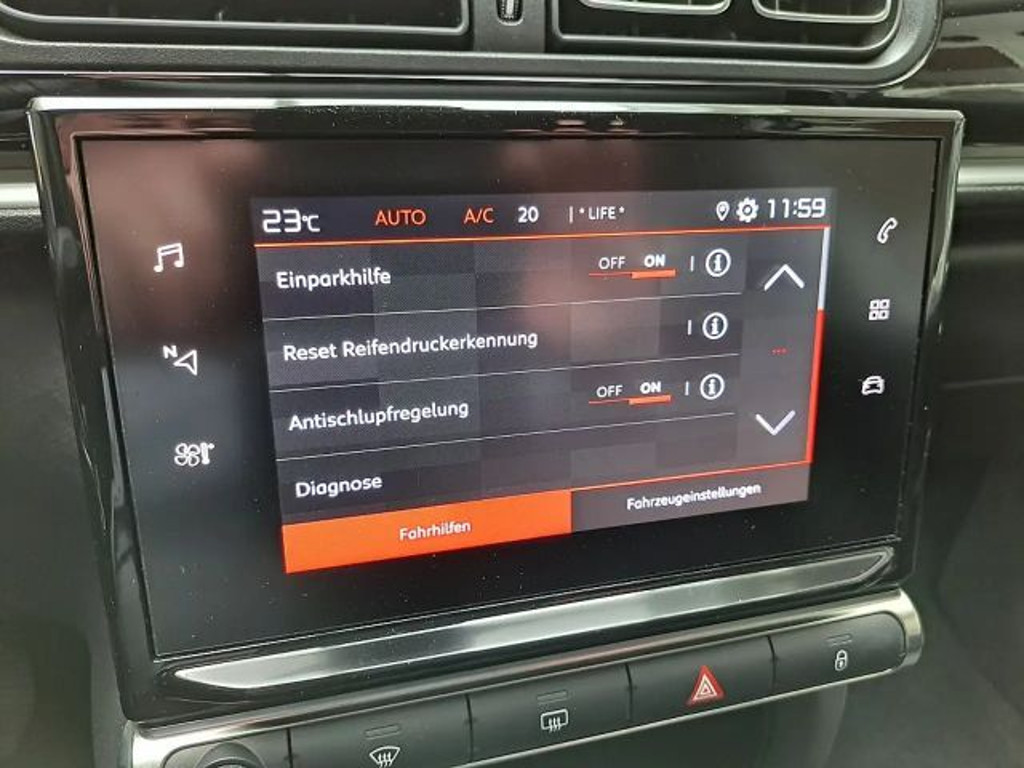 23°C AUTO A/C 20 * LIFE * 11:59
Einparkhilfe OFF ON
Reset Reifendruckerkennung
Antischlupfregelung OFF ON
Diagnose
Fahrhilfen Fahrzeugeinstellungen
N